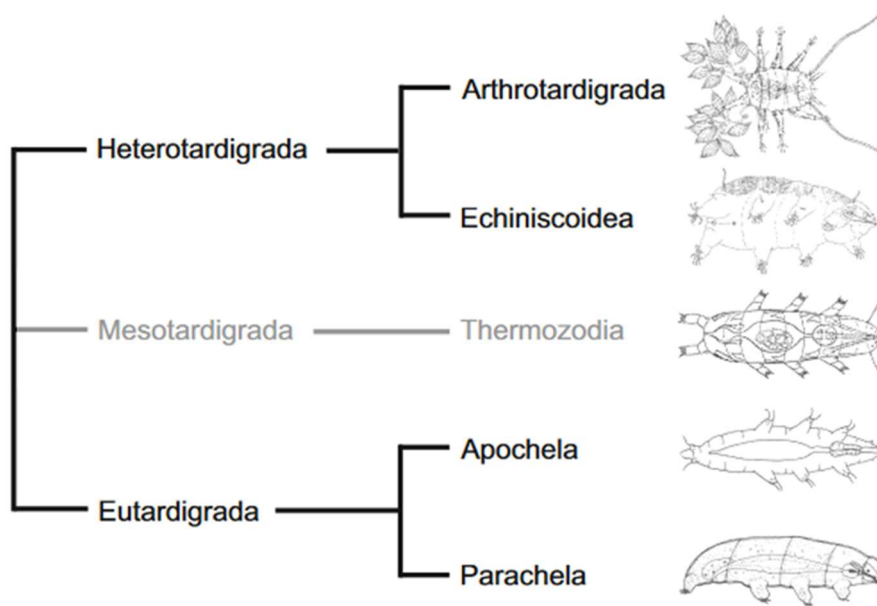 Arthrotardigrada
Heterotardigrada
Echiniscoidea
Mesotardigrada
Thermozodia
Apochela
Eutardigrada
Parachela